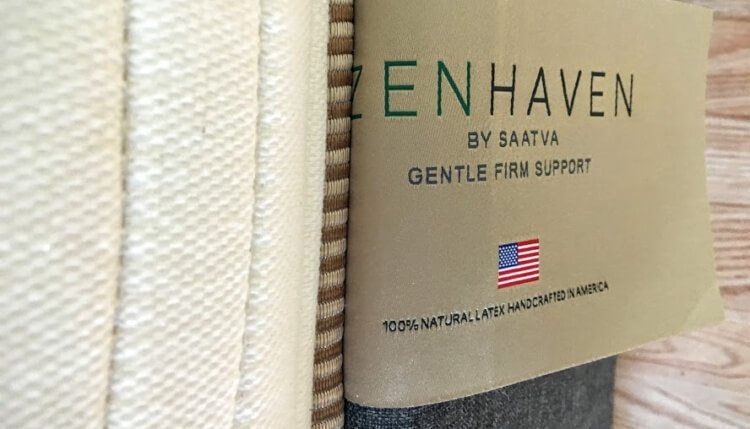 ZENHAVEN
BY SAATVA
GENTLE FIRM SUPPORT
100% NATURAL LATEX HANDCRAFTED IN AMERICA